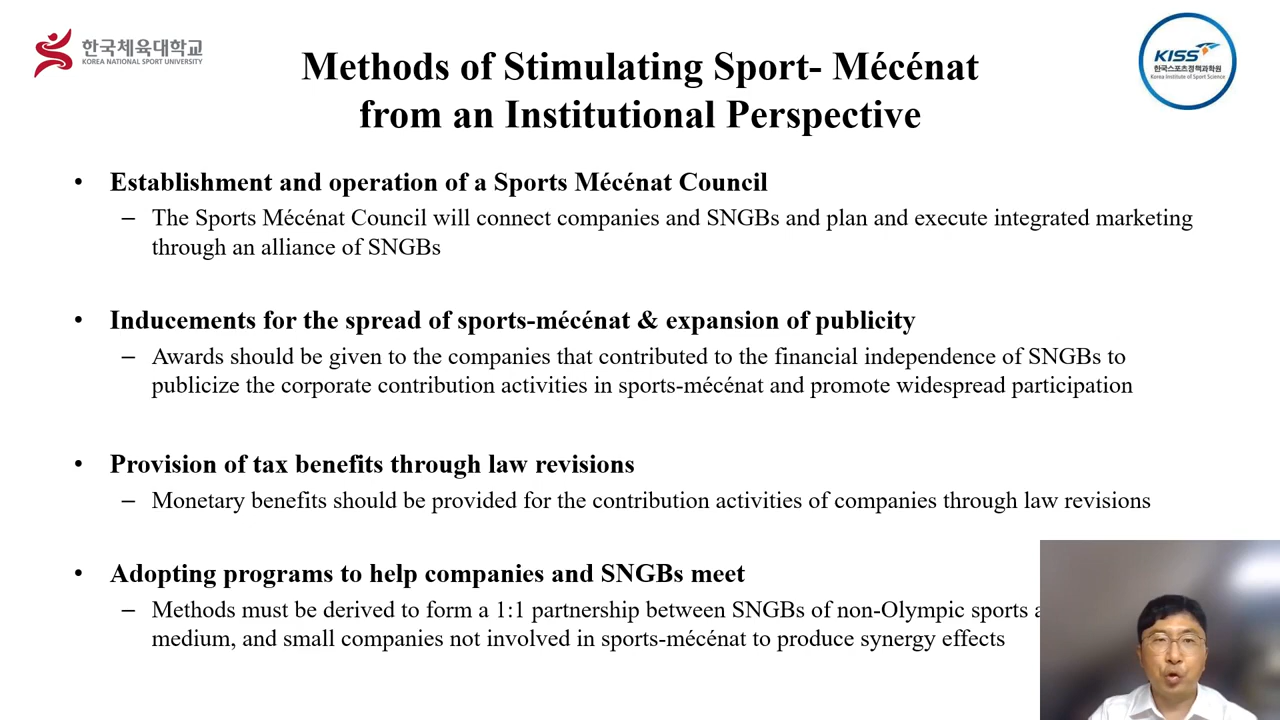 한국체육대학교
KOREA NATIONAL SPORT UNIVERSITY
KISS
한국스포츠정책과학원
Korea Institute of Sport Science
Methods of Stimulating Sport- Mécénat
from an Institutional Perspective
• Establishment and operation of a Sports Mécénat Council
– The Sports Mécénat Council will connect companies and SNGBs and plan and execute integrated marketing
through an alliance of SNGBs
• Inducements for the spread of sports-mécénat & expansion of publicity
– Awards should be given to the companies that contributed to the financial independence of SNGBs to
publicize the corporate contribution activities in sports-mécénat and promote widespread participation
• Provision of tax benefits through law revisions
– Monetary benefits should be provided for the contribution activities of companies through law revisions
• Adopting programs to help companies and SNGBs meet
– Methods must be derived to form a 1:1 partnership between SNGBs of non-Olympic sports
medium, and small companies not involved in sports-mécénat to produce synergy effects